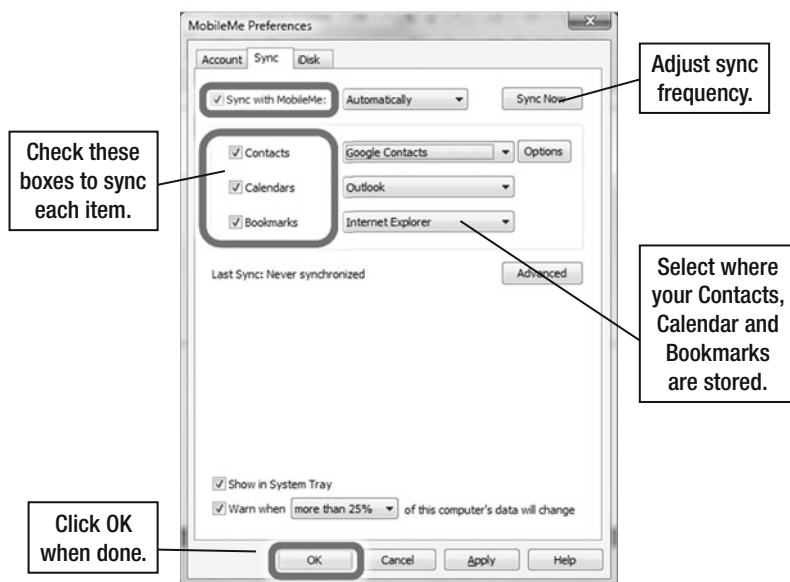 MobileMe Preferences
Account Sync iDisk
Sync with MobileMe: Automatically Sync Now
Adjust sync
frequency.
Check these
boxes to sync
each item.
Contacts Google Contacts Options
Calendars Outlook
Bookmarks Internet Explorer
Last Sync: Never synchronized Advanced
Select where
your Contacts,
Calendar and
Bookmarks
are stored.
Show in System Tray
Warn when more than 25% of this computer's data will change
Click OK
when done.
OK Cancel Apply Help